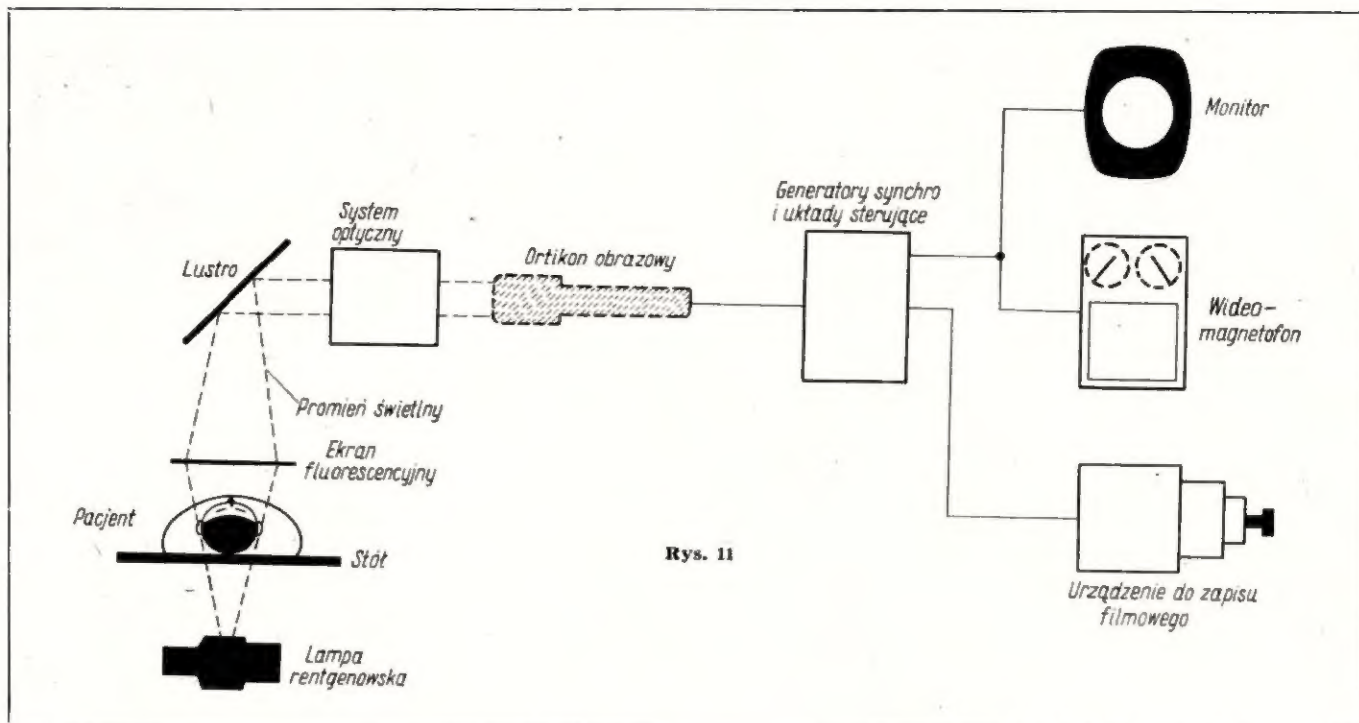 Monitor
Generatory synchro
i układy sterujące
System
optyczny
Ortikon obrazowy
Lustro
Wideo-
magnetofon
Promień świetlny
Ekran
fluorescencyjny
Pacjent
Stół
Rys. 11
Urządzenie do zapisu
filmowego
Lampa
rentgenowska